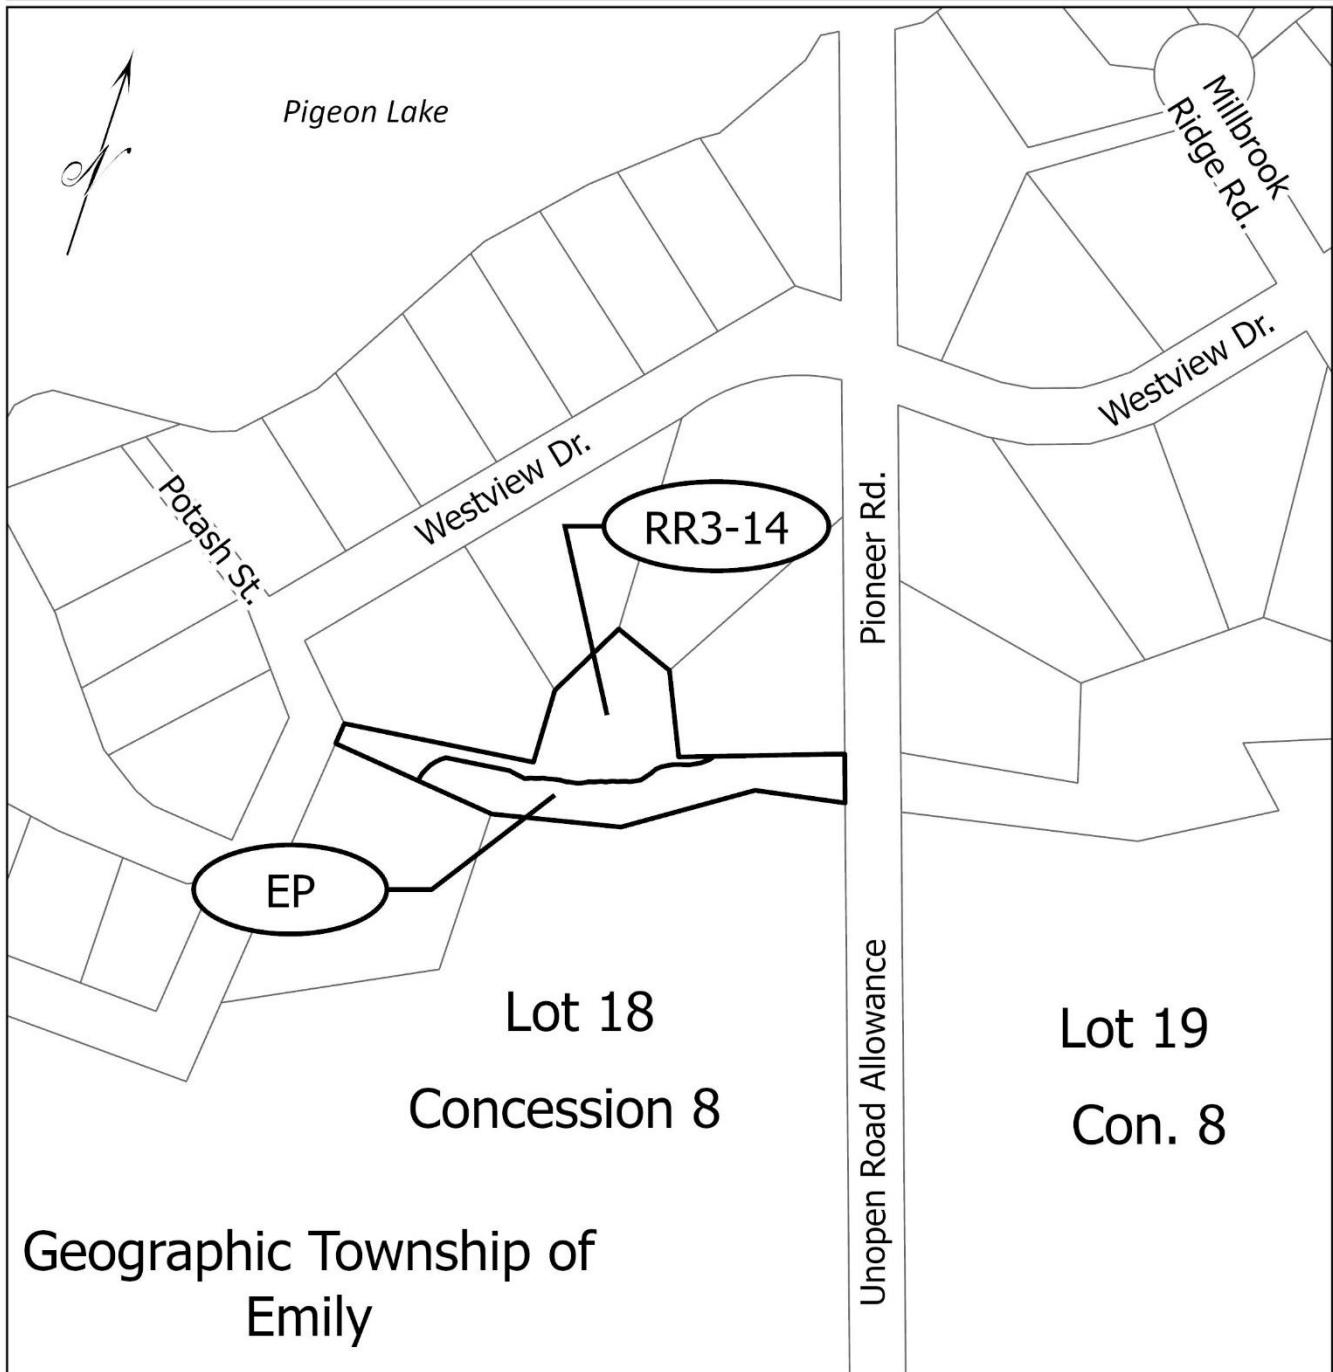 Pigeon Lake
Millbrook
Ridge Rd.
Westview Dr.
Westview Dr.
Potash St.
RR3-14
Pioneer Rd.
EP
Lot 18
Concession 8
Unopen Road Allowance
Lot 19
Con. 8
Geographic Township of
Emily